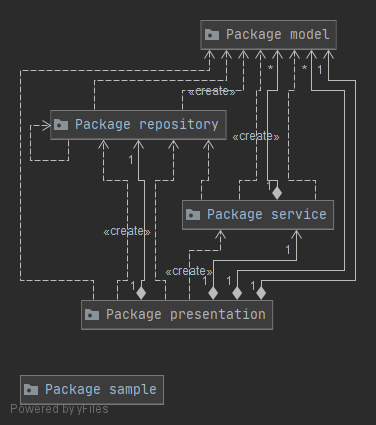 Package model
* * 1
«create»
Package repository
«create»
1
1
Package service
«create»
1
«create»
1 1 1 1
Package presentation
Package sample
Powered by yFiles